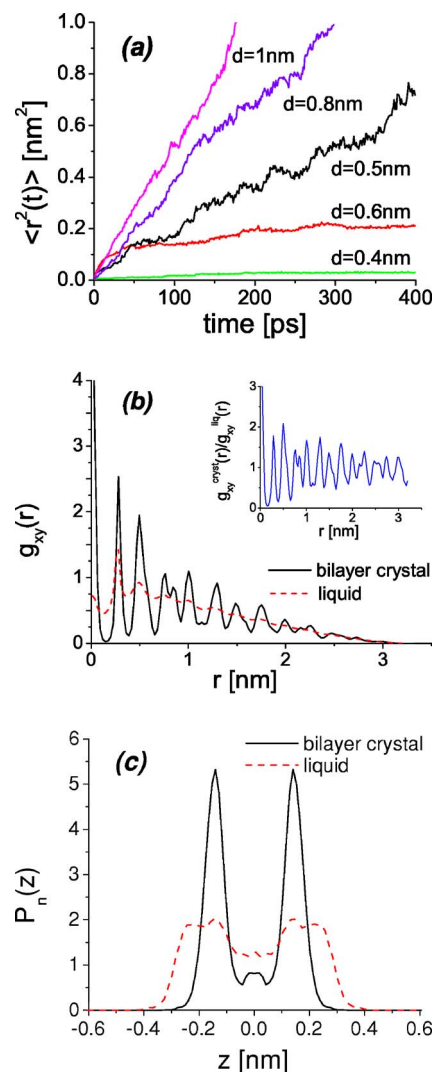 (a)
<r²(t)> [nm²]
1.0
0.8
0.6
0.4
0.2
0.0
d=1nm
d=0.8nm
d=0.5nm
d=0.6nm
d=0.4nm
0 100 200 300 400
time [ps]
(b)
g_xy(r)
4
3
2
1
0
g_xy^cryst(r)/g_xy^liq(r)
3
2
1
0
0 1 2 3
r [nm]
bilayer crystal
liquid
0 1 2 3
r [nm]
(c)
P_n(z)
6
5
4
3
2
1
0
bilayer crystal
liquid
-0.6 -0.4 -0.2 0.0 0.2 0.4 0.6
z [nm]